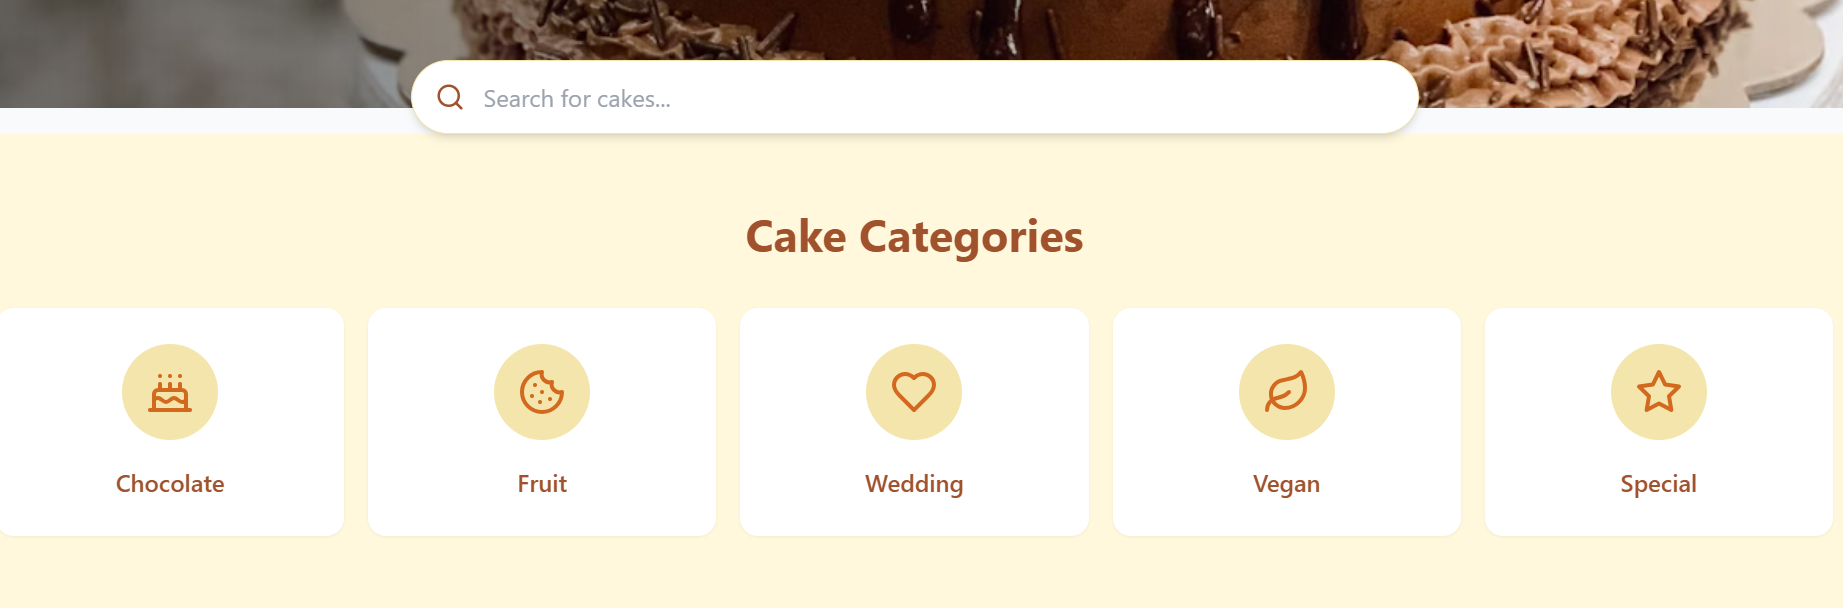 Search for cakes...
Cake Categories
Chocolate
Fruit
Wedding
Vegan
Special